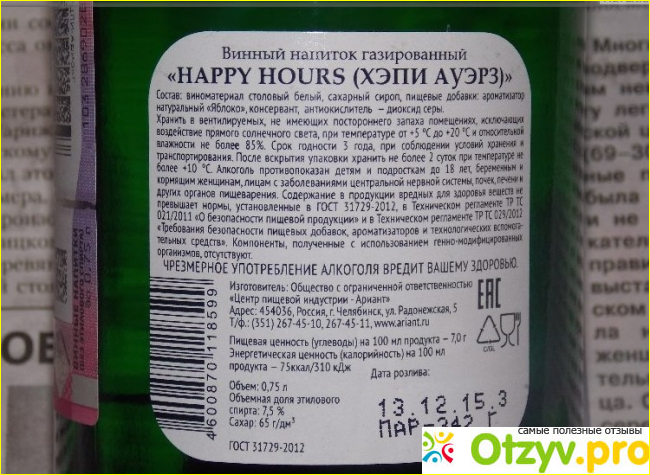 Винный напиток газированный
«HAPPY HOURS (ХЭПИ АУЭРЗ)»
Состав: виноматериал столовый белый, сахарный сироп, пищевые добавки: ароматизатор
натуральный «Яблоко», консервант, антиокислитель – диоксид серы.
Хранить в вентилируемых, не имеющих постороннего запаха помещениях, исключающих
воздействие прямого солнечного света, при температуре от +5 °С до +20 °С и относительной
влажности не более 85%. Срок годности 3 года, при соблюдении условий хранения и
транспортирования. После вскрытия упаковки хранить не более 2 суток при температуре не
более +10 °С. Алкоголь противопоказан детям и подросткам до 18 лет, беременным и
кормящим женщинам, лицам с заболеваниями центральной нервной системы, почек, печени и
других органов пищеварения. Содержание в продукции вредных для здоровья веществ не
превышает нормы, установленные в ГОСТ 31729-2012, в Техническом регламенте ТР ТС
021/2011 «О безопасности пищевой продукции» и в Техническом регламенте ТР ТС 029/2012
«Требования безопасности пищевых добавок, ароматизаторов и технологических вспомога-
тельных средств». Компоненты, полученные с использованием генно-модифицированных
организмов, отсутствуют.
ЧРЕЗМЕРНОЕ УПОТРЕБЛЕНИЕ АЛКОГОЛЯ ВРЕДИТ ВАШЕМУ ЗДОРОВЬЮ.
Изготовитель: Общество с ограниченной ответственностью
«Центр пищевой индустрии - Ариант»
Адрес: 454036, Россия, г. Челябинск, ул. Радонежская, 5
Т/ф.: (351) 267-45-10, 267-45-11, www.ariant.ru
EAC
Пищевая ценность (углеводы) на 100 мл продукта – 7,0 г
Энергетическая ценность (калорийность) на 100 мл
продукта – 75ккал/310 кДж
Дата розлива:
Объем: 0,75 л
Объемная доля этилового
спирта: 7,5 %
Сахар: 65 г/дм³
ГОСТ 31729-2012
13.12.15.3
ПАР-342 Г
4600870118599
самые полезные отзывы
Otzyv.pro